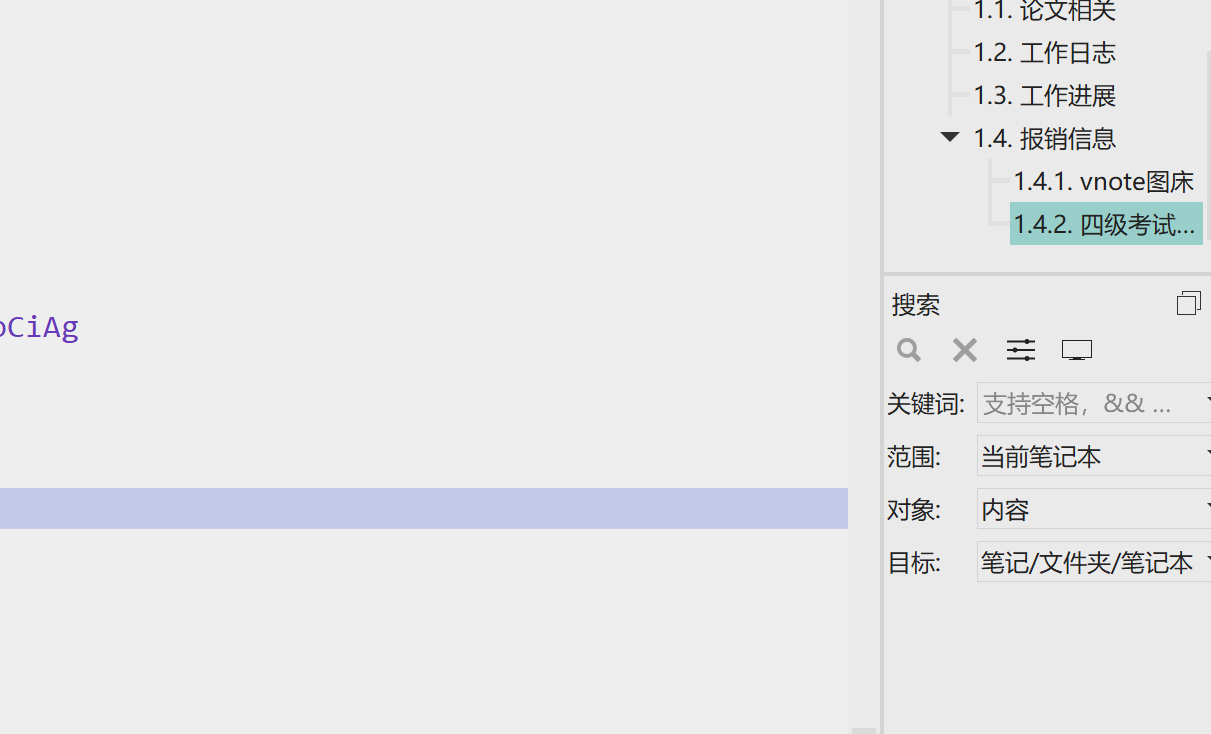 1.1. 论文相关
1.2. 工作日志
1.3. 工作进展
1.4. 报销信息
1.4.1. vnote图床
1.4.2. 四级考试...
CiAg
搜索
关键词: 支持空格，&& ...
范围: 当前笔记本
对象: 内容
目标: 笔记/文件夹/笔记本